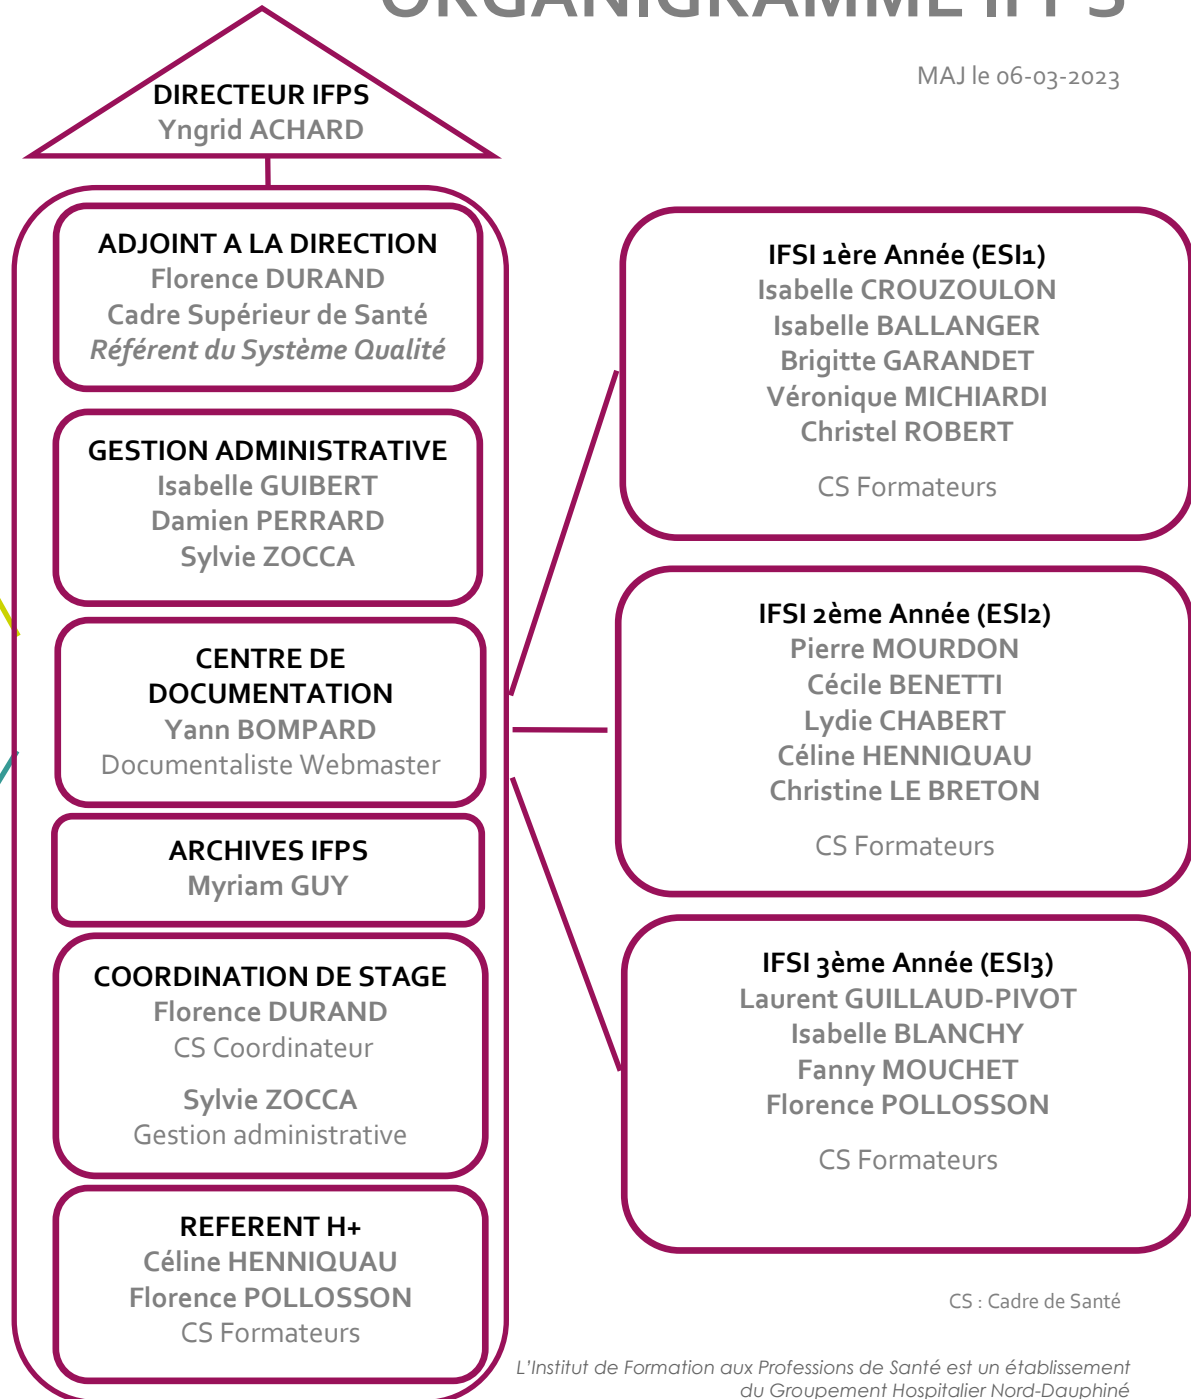 ORGANIGRAMME IFPS
MAJ le 06-03-2023
DIRECTEUR IFPS
Yngrid ACHARD
ADJOINT A LA DIRECTION
Florence DURAND
Cadre Supérieur de Santé
Référent du Système Qualité
GESTION ADMINISTRATIVE
Isabelle GUIBERT
Damien PERRARD
Sylvie ZOCCA
CENTRE DE
DOCUMENTATION
Yann BOMPARD
Documentaliste Webmaster
ARCHIVES IFPS
Myriam GUY
COORDINATION DE STAGE
Florence DURAND
CS Coordinateur
Sylvie ZOCCA
Gestion administrative
REFERENT H+
Céline HENNIQUAU
Florence POLLOSSON
CS Formateurs
IFSI 1ère Année (ESI1)
Isabelle CROUZOULON
Isabelle BALLANGER
Brigitte GARANDET
Véronique MICHIARDI
Christel ROBERT
CS Formateurs
IFSI 2ème Année (ESI2)
Pierre MOURDON
Cécile BENETTI
Lydie CHABERT
Céline HENNIQUAU
Christine LE BRETON
CS Formateurs
IFSI 3ème Année (ESI3)
Laurent GUILLAUD-PIVOT
Isabelle BLANCHY
Fanny MOUCHET
Florence POLLOSSON
CS Formateurs
CS : Cadre de Santé
L'Institut de Formation aux Professions de Santé est un établissement
du Groupement Hospitalier Nord-Dauphiné